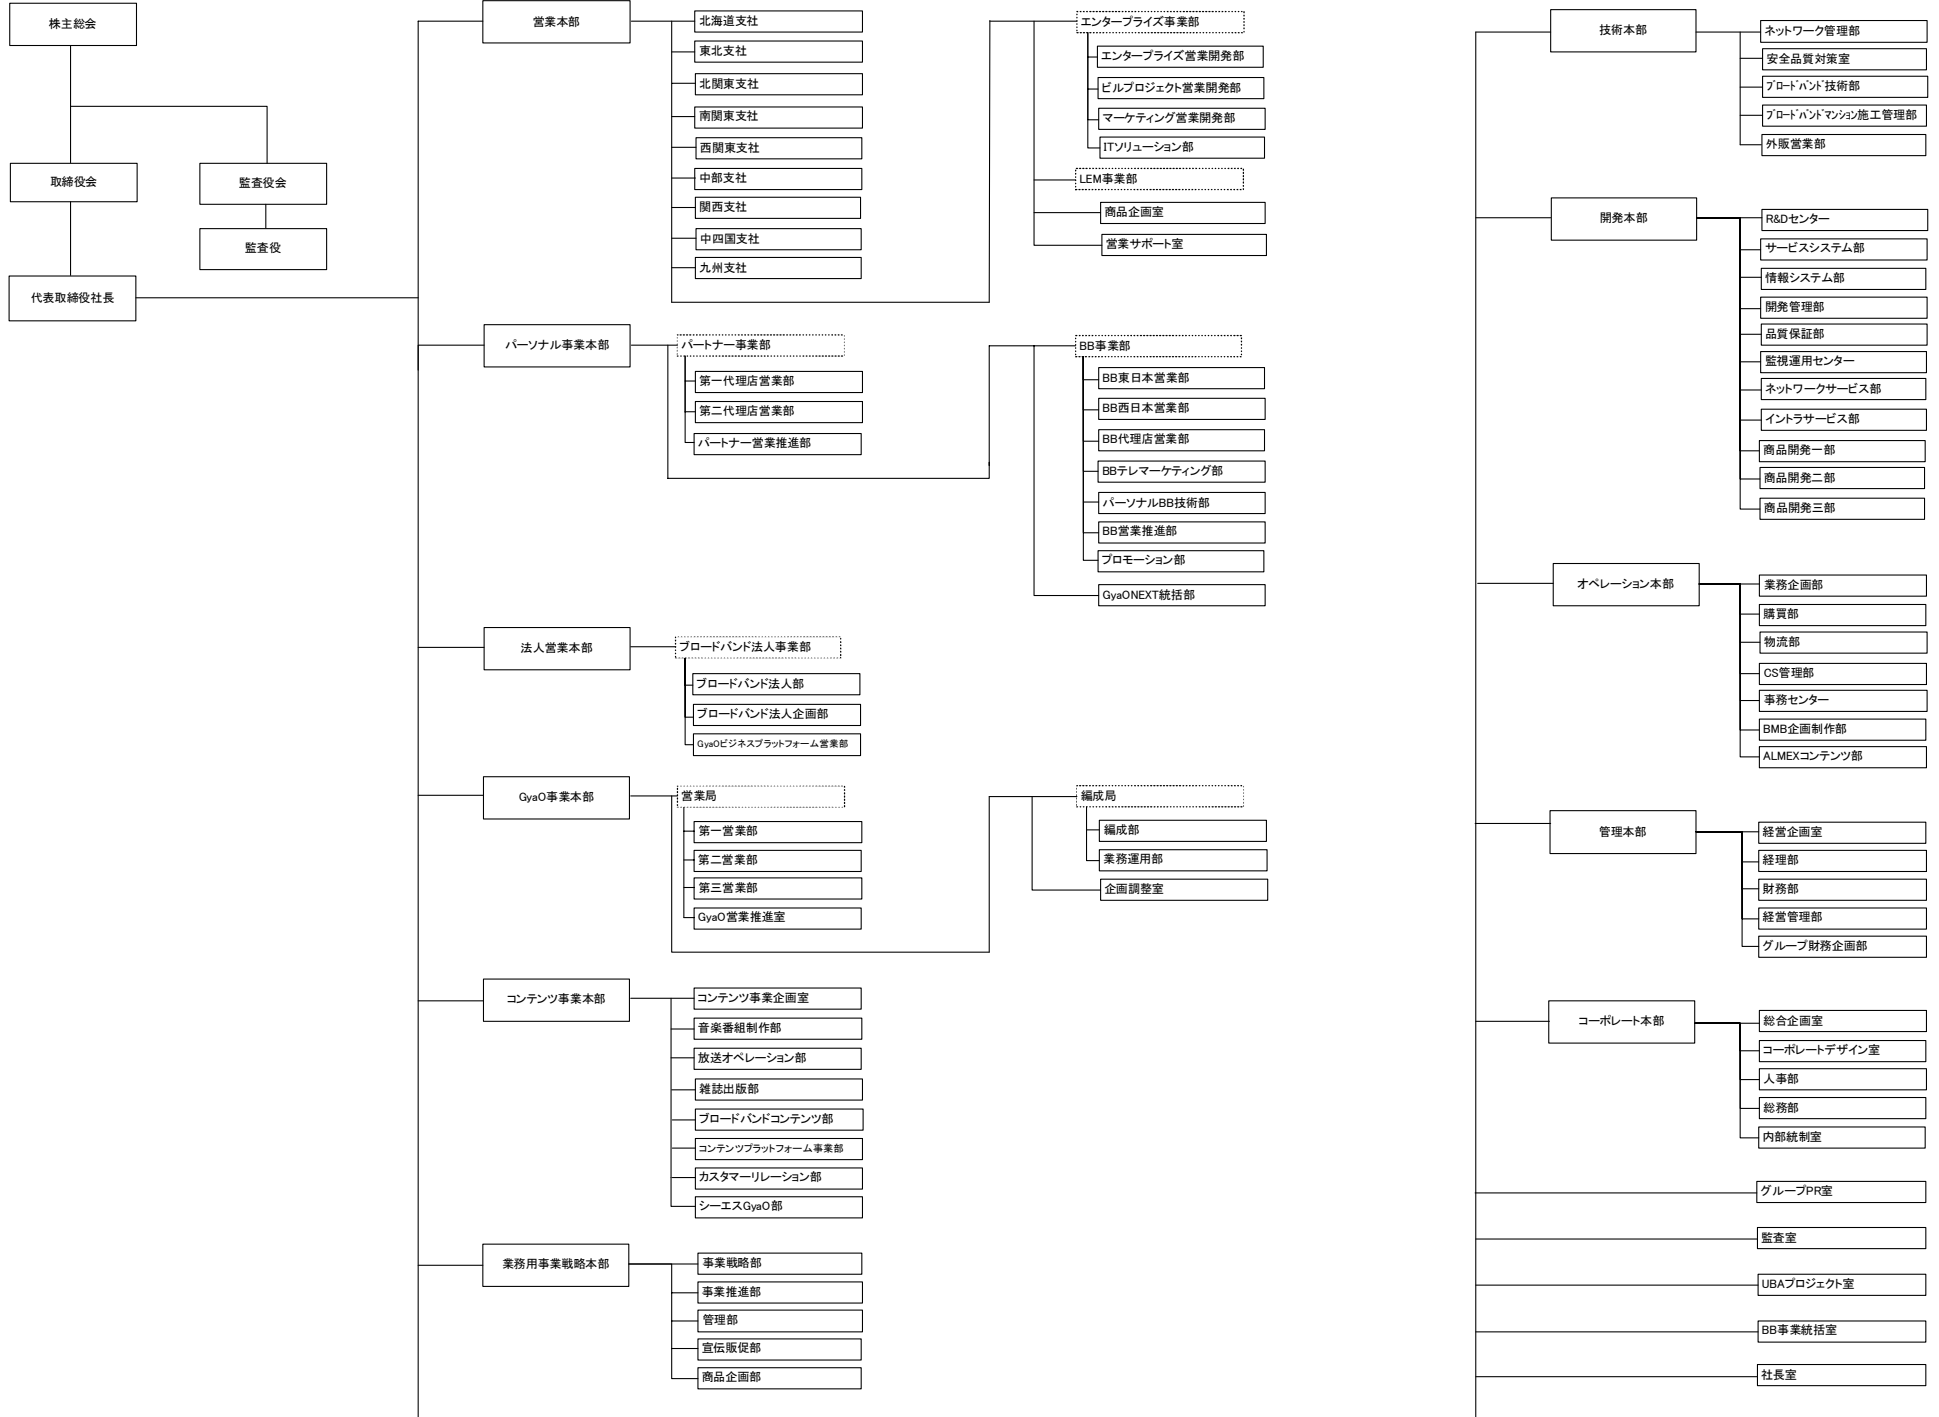 株主総会
取締役会
監査役会
監査役
代表取締役社長
営業本部
北海道支社
東北支社
北関東支社
南関東支社
西関東支社
中部支社
関西支社
中四国支社
九州支社
エンタープライズ事業部
エンタープライズ営業開発部
ビルプロジェクト営業開発部
マーケティング営業開発部
ITソリューション部
LEM事業部
商品企画室
営業サポート室
パーソナル事業本部
パートナー事業部
第一代理店営業部
第二代理店営業部
パートナー営業推進部
BB事業部
BB東日本営業部
BB西日本営業部
BB代理店営業部
BBテレマーケティング部
パーソナルBB技術部
BB営業推進部
プロモーション部
GyaONEXT統括部
法人営業本部
ブロードバンド法人事業部
ブロードバンド法人部
ブロードバンド法人企画部
GyaOビジネスプラットフォーム営業部
GyaO事業本部
営業局
第一営業部
第二営業部
第三営業部
GyaO営業推進室
編成局
編成部
業務運用部
企画調整室
コンテンツ事業本部
コンテンツ事業企画室
音楽番組制作部
放送オペレーション部
雑誌出版部
ブロードバンドコンテンツ部
コンテンツプラットフォーム事業部
カスタマーリレーション部
シーエスGyaO部
業務用事業戦略本部
事業戦略部
事業推進部
管理部
宣伝販促部
商品企画部
技術本部
ネットワーク管理部
安全品質対策室
ﾌﾞﾛｰﾄﾞﾊﾞﾝﾄﾞ技術部
ﾌﾞﾛｰﾄﾞﾊﾞﾝﾄﾞﾏﾝｼｮﾝ施工管理部
外販営業部
開発本部
R&Dセンター
サービスシステム部
情報システム部
開発管理部
品質保証部
監視運用センター
ネットワークサービス部
イントラサービス部
商品開発一部
商品開発二部
商品開発三部
オペレーション本部
業務企画部
購買部
物流部
CS管理部
事務センター
BMB企画制作部
ALMEXコンテンツ部
管理本部
経営企画室
経理部
財務部
経営管理部
グループ財務企画部
コーポレート本部
総合企画室
コーポレートデザイン室
人事部
総務部
内部統制室
グループPR室
監査室
UBAプロジェクト室
BB事業統括室
社長室